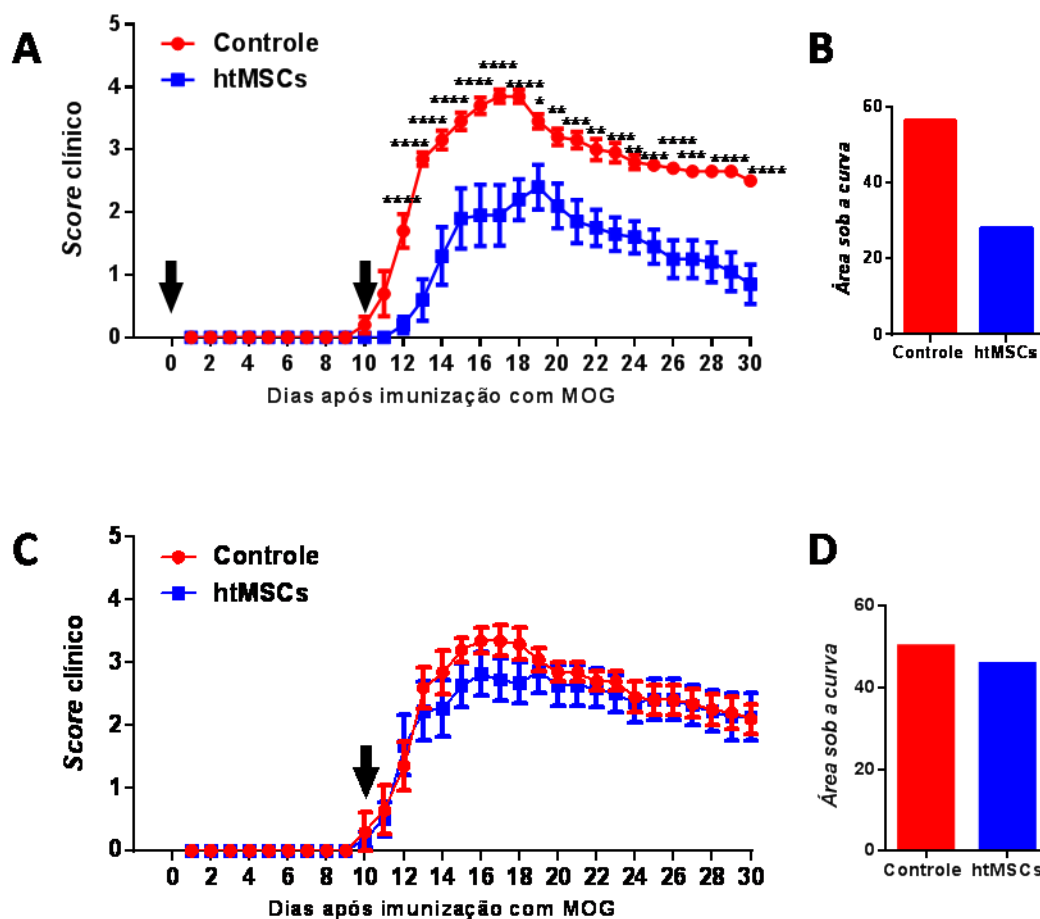 A
Controle
htMSCs
Score clínico
5
4
3
2
1
0
**** **** **** **** **** **** **** * ** *** ** *** ** *** **** *** **** ****
0 2 4 6 8 10 12 14 16 18 20 22 24 26 28 30
Dias após imunização com MOG
B
Área sob a curva
60
40
20
0
Controle htMSCs
C
Controle
htMSCs
Score clínico
5
4
3
2
1
0
0 2 4 6 8 10 12 14 16 18 20 22 24 26 28 30
Dias após imunização com MOG
D
Área sob a curva
60
40
20
0
Controle htMSCs